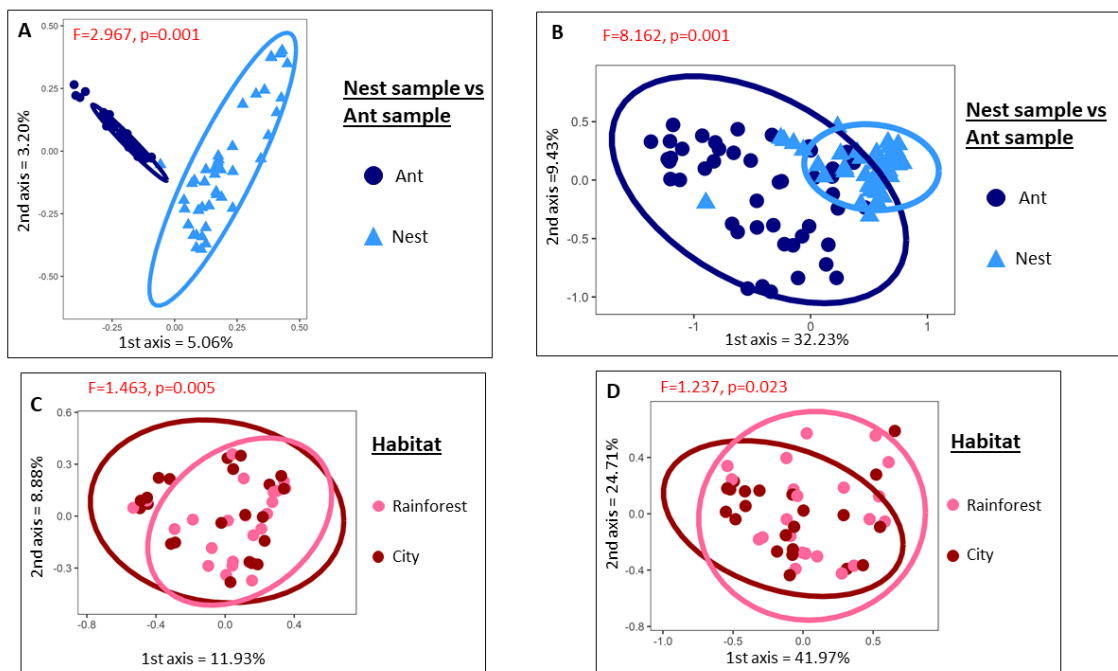 A
F=2.967, p=0.001
2nd axis = 3.20%
0.50
0.25
0.00
-0.25
-0.50
-0.25
0.00
0.25
0.50
1st axis = 5.06%
Nest sample vs
Ant sample
Ant
Nest
B
F=8.162, p=0.001
2nd axis =9.43%
0.5
0.0
-0.5
-1.0
-1
0
1
1st axis = 32.23%
Nest sample vs
Ant sample
Ant
Nest
C
F=1.463, p=0.005
2nd axis = 8.88%
0.6
0.3
0.0
-0.3
-0.8
-0.4
0.0
0.4
1st axis = 11.93%
Habitat
Rainforest
City
D
F=1.237, p=0.023
2nd axis = 24.71%
0.4
0.0
-0.4
-0.8
-1.0
-0.5
0.0
0.5
1st axis = 41.97%
Habitat
Rainforest
City